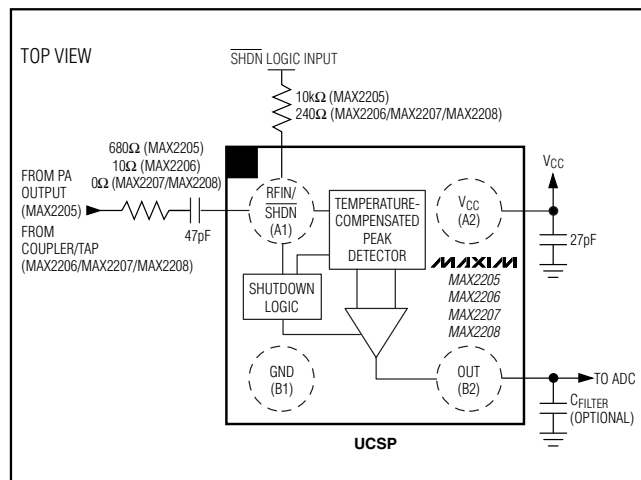 TOP VIEW
SHDN LOGIC INPUT
10kΩ (MAX2205)
240Ω (MAX2206/MAX2207/MAX2208)
680Ω (MAX2205)
10Ω (MAX2206)
0Ω (MAX2207/MAX2208)
FROM PA
OUTPUT
(MAX2205)
FROM
COUPLER/TAP
(MAX2206/MAX2207/MAX2208)
47pF
RFIN/
SHDN
(A1)
TEMPERATURE-
COMPENSATED
PEAK
DETECTOR
VCC
(A2)
VCC
27pF
MAXIM
MAX2205
MAX2206
MAX2207
MAX2208
SHUTDOWN
LOGIC
GND
(B1)
OUT
(B2)
TO ADC
CFILTER
(OPTIONAL)
UCSP